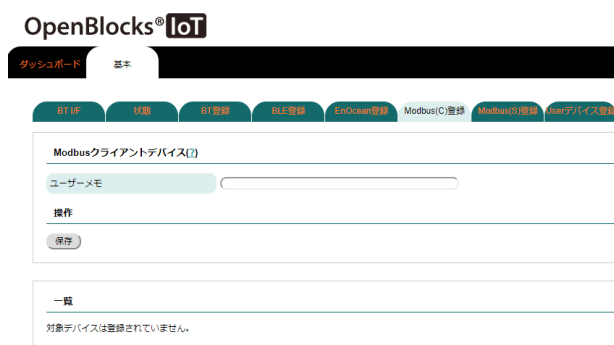 OpenBlocks® IoT
ダッシュボード 基本
BT I/F 状態 BT登録 BLE登録 EnOcean登録 Modbus(C)登録 Modbus(S)登録 Userデバイス登録
Modbusクライアントデバイス(?)
ユーザーメモ
操作
保存
一覧
対象デバイスは登録されていません。